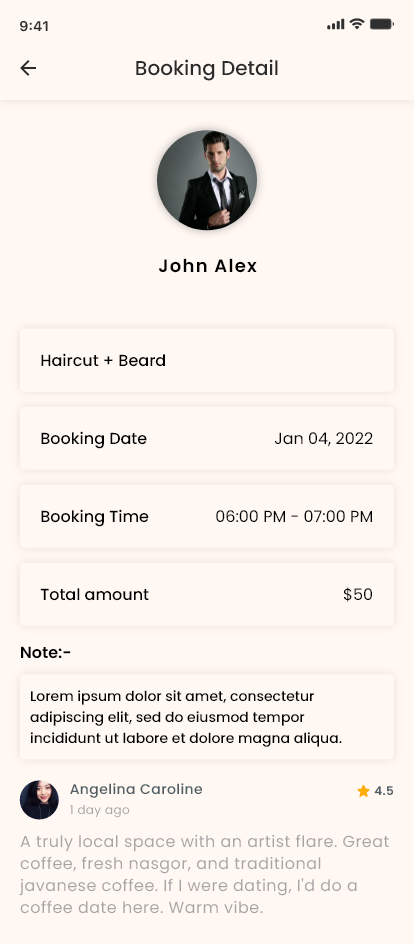 9:41
Booking Detail
John Alex
Haircut + Beard
Booking Date Jan 04, 2022
Booking Time 06:00 PM - 07:00 PM
Total amount $50
Note:-
Lorem ipsum dolor sit amet, consectetur
adipiscing elit, sed do eiusmod tempor
incididunt ut labore et dolore magna aliqua.
Angelina Caroline 4.5
1 day ago
A truly local space with an artist flare. Great
coffee, fresh nasgor, and traditional
javanese coffee. If I were dating, I'd do a
coffee date here. Warm vibe.